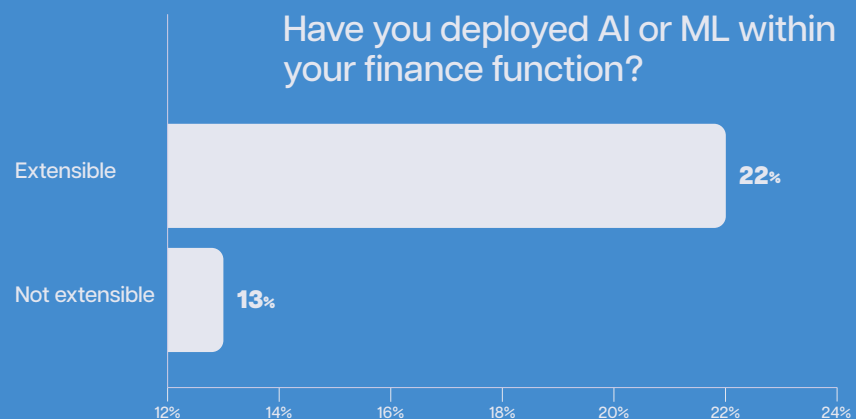 Have you deployed AI or ML within
your finance function?
Extensible
22%
Not extensible
13%
12% 14% 16% 18% 20% 22% 24%